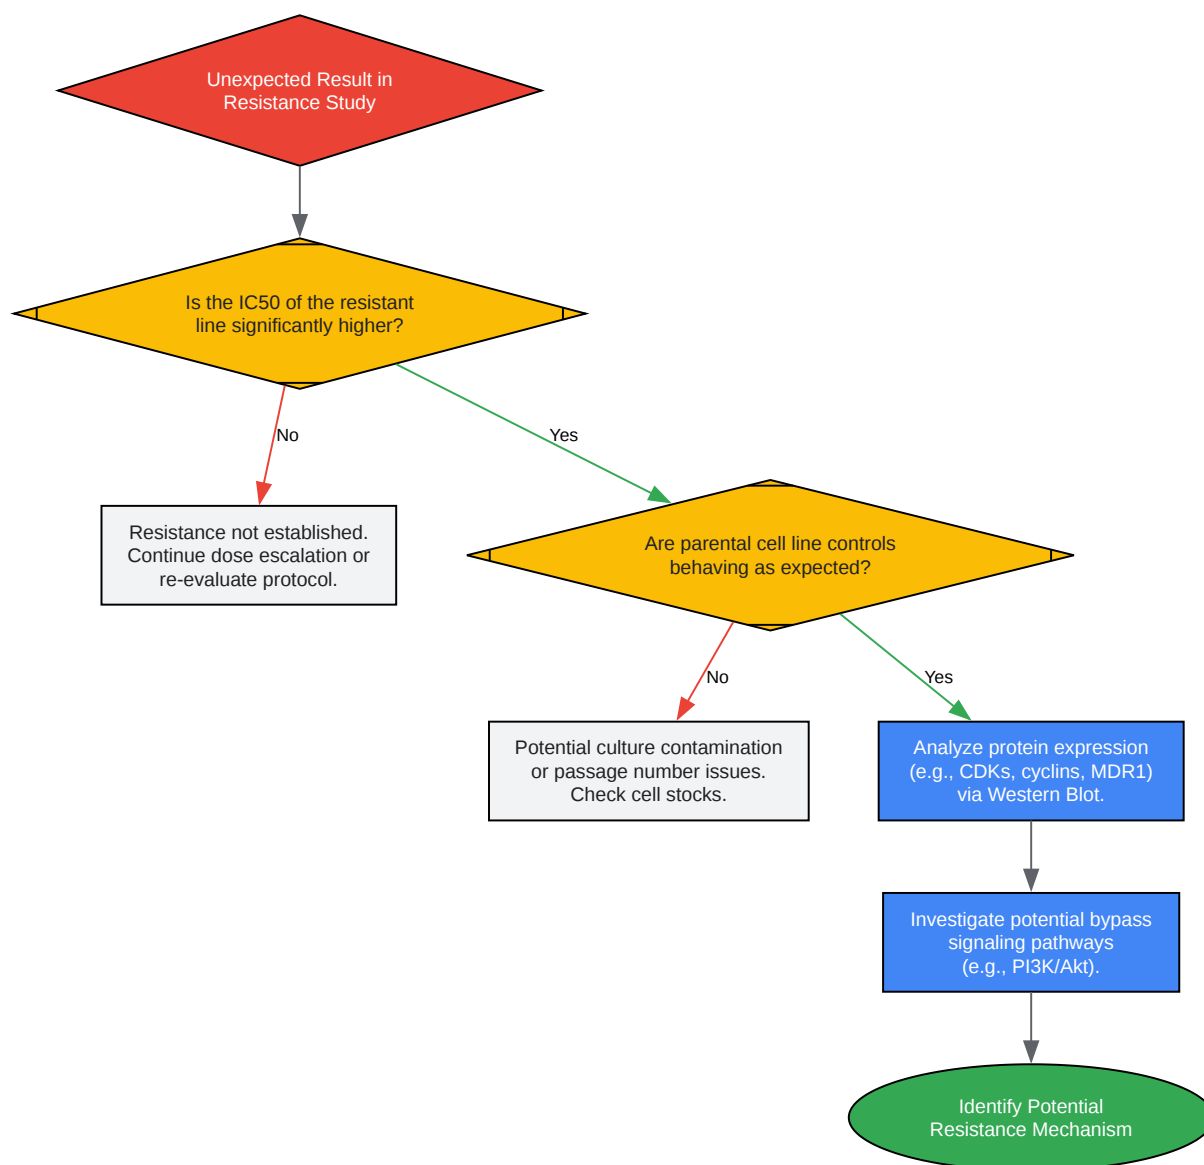 Unexpected Result in
Resistance Study
Is the IC50 of the resistant
line significantly higher?
No
Yes
Resistance not established.
Continue dose escalation or
re-evaluate protocol.
Are parental cell line controls
behaving as expected?
No
Yes
Potential culture contamination
or passage number issues.
Check cell stocks.
Analyze protein expression
(e.g., CDKs, cyclins, MDR1)
via Western Blot.
Investigate potential bypass
signaling pathways
(e.g., PI3K/Akt).
Identify Potential
Resistance Mechanism